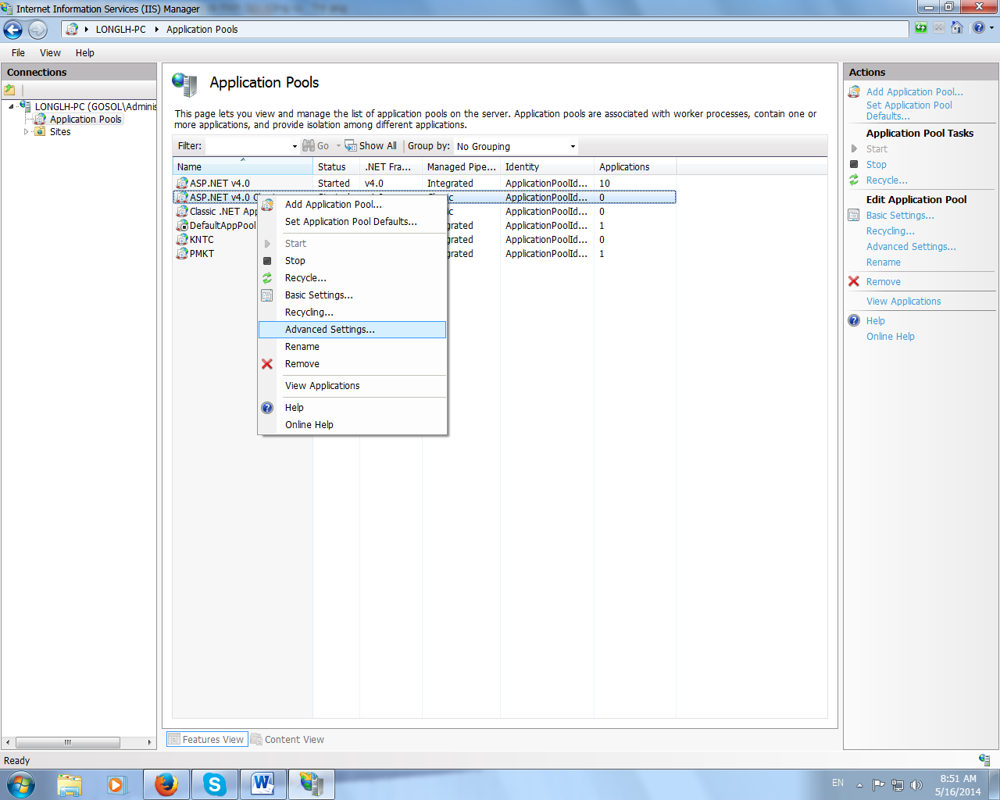 Internet Information Services (IIS) Manager
LONGLH-PC Application Pools
File View Help
Connections
LONGLH-PC (GOSOL\Adminis
Application Pools
Sites
Application Pools
This page lets you view and manage the list of application pools on the server. Application pools are associated with worker processes, contain one or
more applications, and provide isolation among different applications.
Filter: Go Show All Group by: No Grouping
Name Status .NET Fra... Managed Pipe... Identity Applications
ASP.NET v4.0 Started v4.0 Integrated ApplicationPoolId... 10
ASP.NET v4.0 ApplicationPoolId... 0
Classic .NET App ApplicationPoolId... 0
DefaultAppPool ApplicationPoolId... 1
KNTC ApplicationPoolId... 0
PMKT ApplicationPoolId... 1
Add Application Pool...
Set Application Pool Defaults...
Start
Stop
Recycle...
Basic Settings...
Recycling...
Advanced Settings...
Rename
Remove
View Applications
Help
Online Help
Actions
Add Application Pool...
Set Application Pool
Defaults...
Application Pool Tasks
Start
Stop
Recycle...
Edit Application Pool
Basic Settings...
Recycling...
Advanced Settings...
Rename
Remove
View Applications
Help
Online Help
Features View Content View
Ready
EN
8:51 AM
5/16/2014